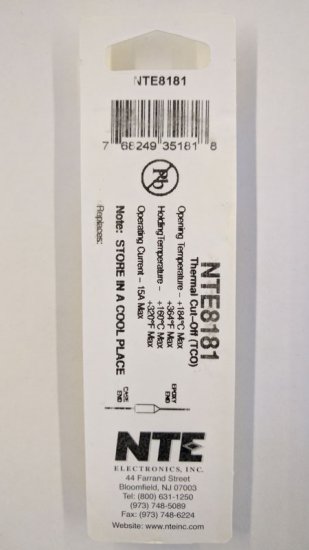 NTE8181
7 68249 35181 8
Pb
NTE8181
Thermal Cut-Off (TCO)
Opening Temperature – +184°C Max
+364°F Max
Holding Temperature – +160°C Max
+320°F Max
Operating Current – 15A Max
Note: STORE IN A COOL PLACE
Replaces:
EPOXY
END
CASE
END
NTE
ELECTRONICS, INC.
44 Farrand Street
Bloomfield, NJ 07003
Tel: (800) 631-1250
(973) 748-5089
Fax: (973) 748-6224
Website: www.nteinc.com